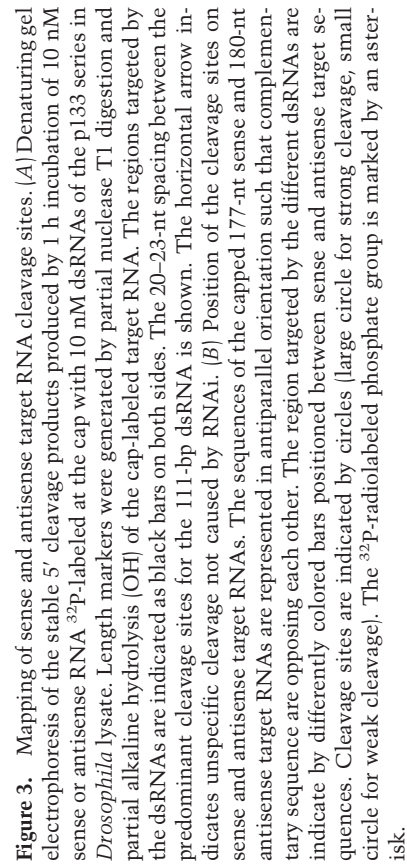 Figure 3. Mapping of sense and antisense target RNA cleavage sites. (A) Denaturing gel
electrophoresis of the stable 5′ cleavage products produced by 1 h incubation of 10 nM
sense or antisense RNA ³²P-labeled at the cap with 10 nM dsRNAs of the p133 series in
Drosophila lysate. Length markers were generated by partial nuclease T1 digestion and
partial alkaline hydrolysis (OH) of the cap-labeled target RNA. The regions targeted by
the dsRNAs are indicated as black bars on both sides. The 20–23-nt spacing between the
predominant cleavage sites for the 111-bp dsRNA is shown. The horizontal arrow in-
dicates unspecific cleavage not caused by RNAi. (B) Position of the cleavage sites on
sense and antisense target RNAs. The sequences of the capped 177-nt sense and 180-nt
antisense target RNAs are represented in antiparallel orientation such that complemen-
tary sequence are opposing each other. The region targeted by the different dsRNAs are
indicate by differently colored bars positioned between sense and antisense target se-
quences. Cleavage sites are indicated by circles (large circle for strong cleavage, small
circle for weak cleavage). The ³²P-radiolabeled phosphate group is marked by an aster-
isk.